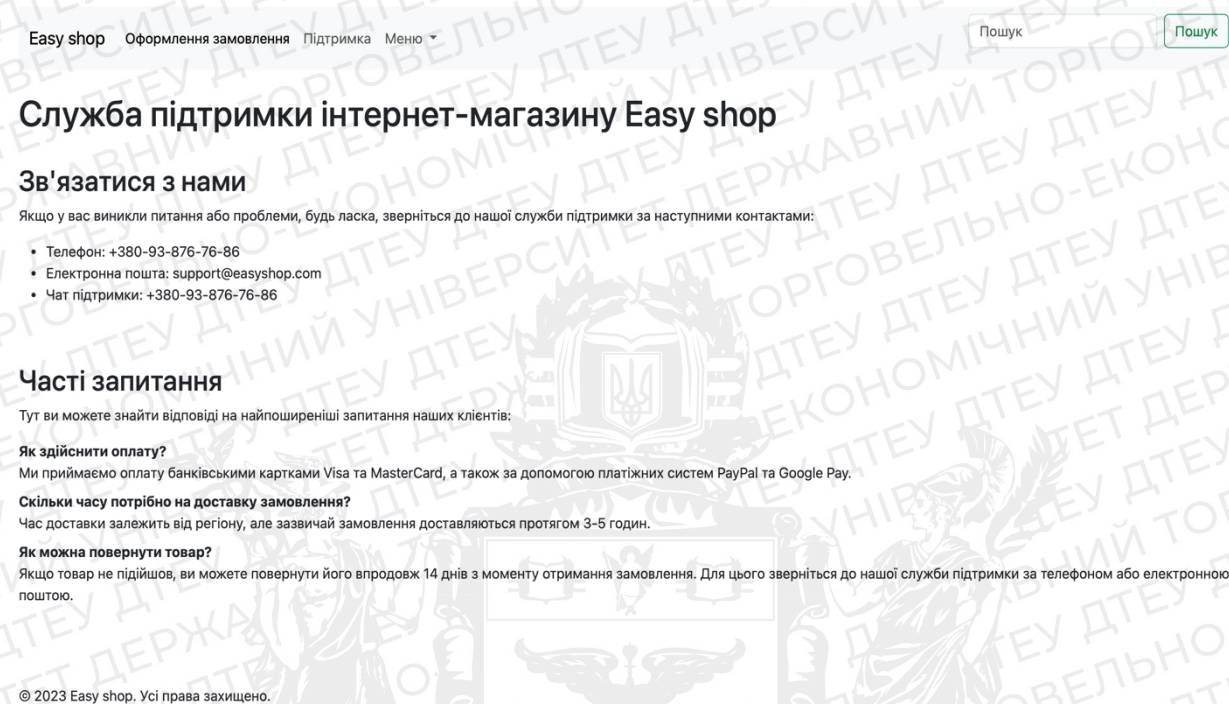 Easy shop Оформлення замовлення Підтримка Меню Пошук Пошук
Служба підтримки інтернет-магазину Easy shop
Зв'язатися з нами
Якщо у вас виникли питання або проблеми, будь ласка, зверніться до нашої служби підтримки за наступними контактами:
• Телефон: +380-93-876-76-86
• Електронна пошта: support@easyshop.com
• Чат підтримки: +380-93-876-76-86
Часті запитання
Тут ви можете знайти відповіді на найпоширеніші запитання наших клієнтів:
Як здійснити оплату?
Ми приймаємо оплату банківськими картками Visa та MasterCard, а також за допомогою платіжних систем PayPal та Google Pay.
Скільки часу потрібно на доставку замовлення?
Час доставки залежить від регіону, але зазвичай замовлення доставляються протягом 3-5 годин.
Як можна повернути товар?
Якщо товар не підійшов, ви можете повернути його впродовж 14 днів з моменту отримання замовлення. Для цього зверніться до нашої служби підтримки за телефоном або електронною
поштою.
© 2023 Easy shop. Усі права захищено.